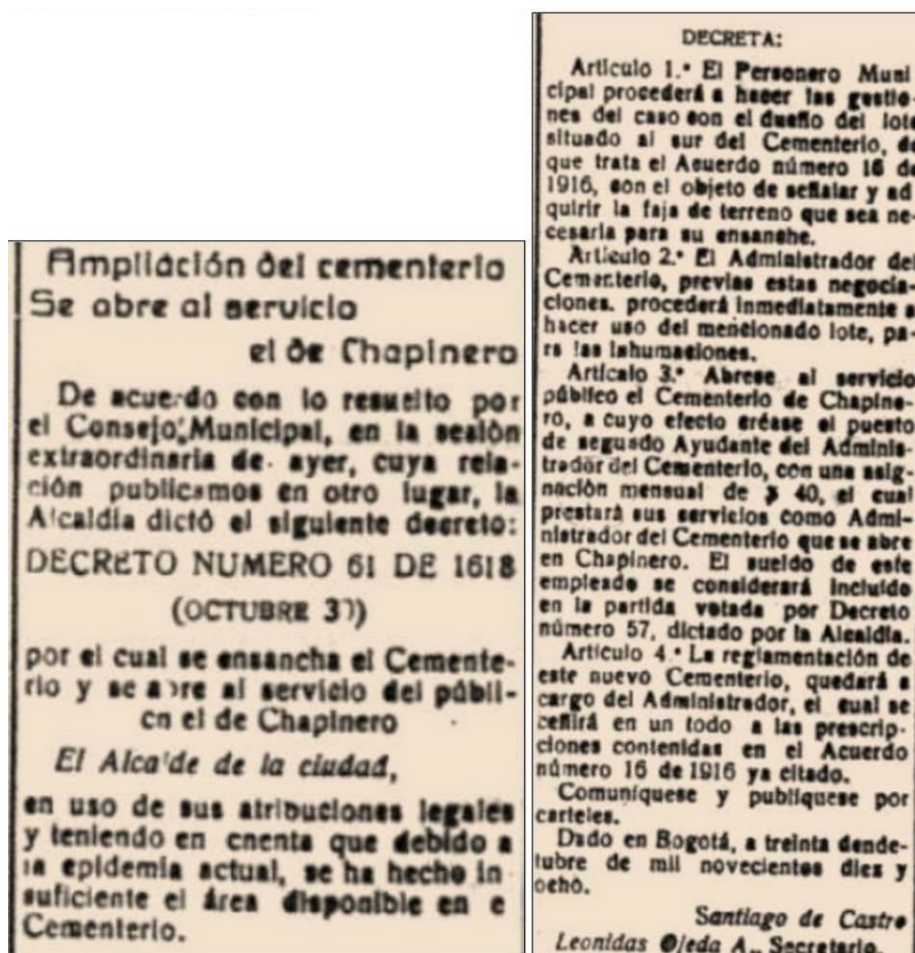 Ampliación del cementerio
Se abre al servicio
el de Chapinero
De acuerdo con lo resuelto por
el Consejo Municipal, en la sesión
extraordinaria de ayer, cuya rela-
ción publicamos en otro lugar, la
Alcaldía dictó el siguiente decreto:
DECRETO NUMERO 61 DE 1618
(OCTUBRE 30)
por el cual se ensancha el Cemente-
rio y se abre al servicio del públi-
cn el de Chapinero
El Alcalde de la ciudad,
en uso de sus atribuciones legales
y teniendo en cnenta que debido a
la epidemia actual, se ha hecho in
suficiente el área disponible en e
Cementerio.
DECRETA:
Artículo 1.º El Personero Muni
cipal procederá a hacer las gestio-
nes del caso con el dueño del lote
situado al sur del Cementerio, de
que trata el Acuerdo número 16 de
1916, con el objeto de señalar y ad
quirir la faja de terreno que sea ne-
cesaria para su ensanche.
Artículo 2.º El Administrador del
Cementerio, previas estas negocia-
ciones, procederá inmediatamente a
hacer uso del mencionado lote, pa-
ra las inhumaciones.
Artículo 3.º Abrese al servicio
público el Cementerio de Chapine-
ro, a cuyo efecto créase el puesto
de segundo Ayudante del Adminis-
trador del Cementerio, con una asig-
nación mensual de $ 40, el cual
prestará sus servicios como Admi-
nistrador del Cementerio que se abre
en Chapinero. El sueldo de este
empleado se considerará incluido
en la partida votada por Decreto
número 57, dictado por la Alcaldía.
Artículo 4.º La reglamentación de
este nuevo Cementerio, quedará a
cargo del Administrador, el cual se
ceñirá en un todo a las prescrip-
ciones contenidas en el Acuerdo
número 16 de 1916 ya citado.
Comuníquese y publíquese por
carteles.
Dado en Bogotá, a treinta dende-
tubre de mil novecientos diez y
ocho.
Santiago de Castro
Leonidas Ojeda A., Secretario.